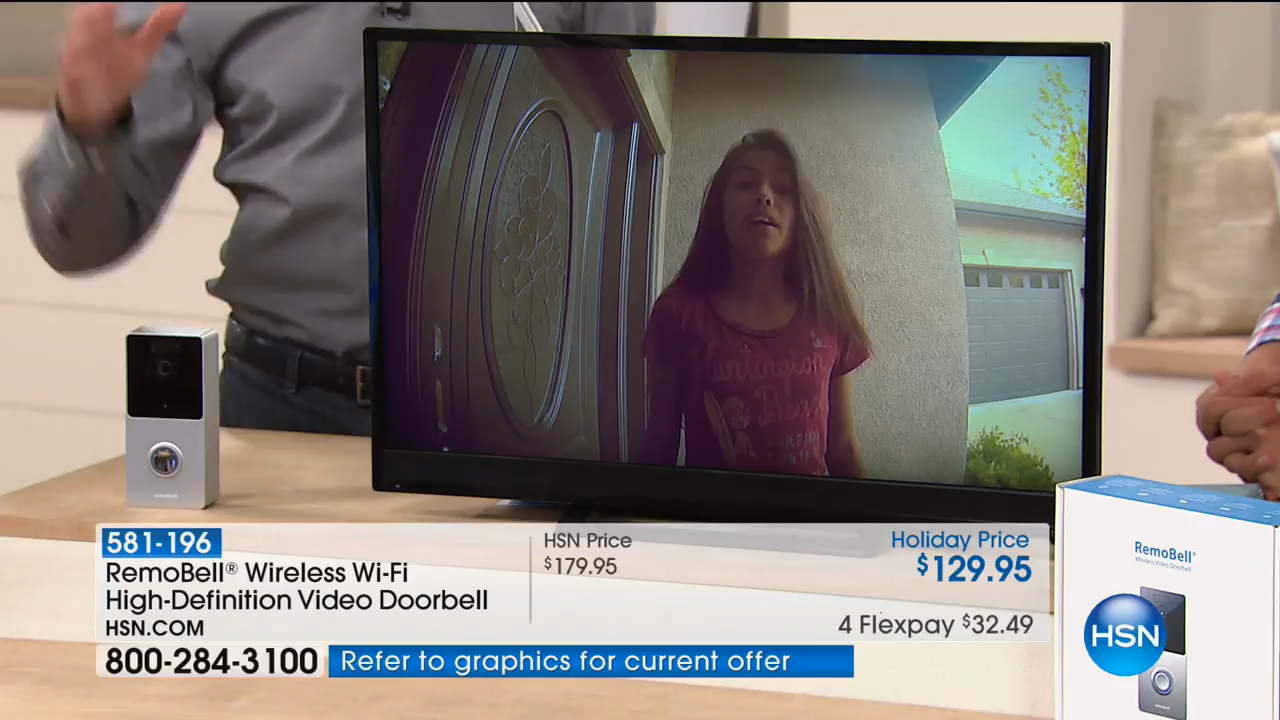 RemoBell®
Wireless Video Doorbell
581-196
RemoBell® Wireless Wi-Fi
High-Definition Video Doorbell
HSN.COM
HSN Price
$179.95
Holiday Price
$129.95
4 Flexpay $32.49
800-284-3100
Refer to graphics for current offer
HSN